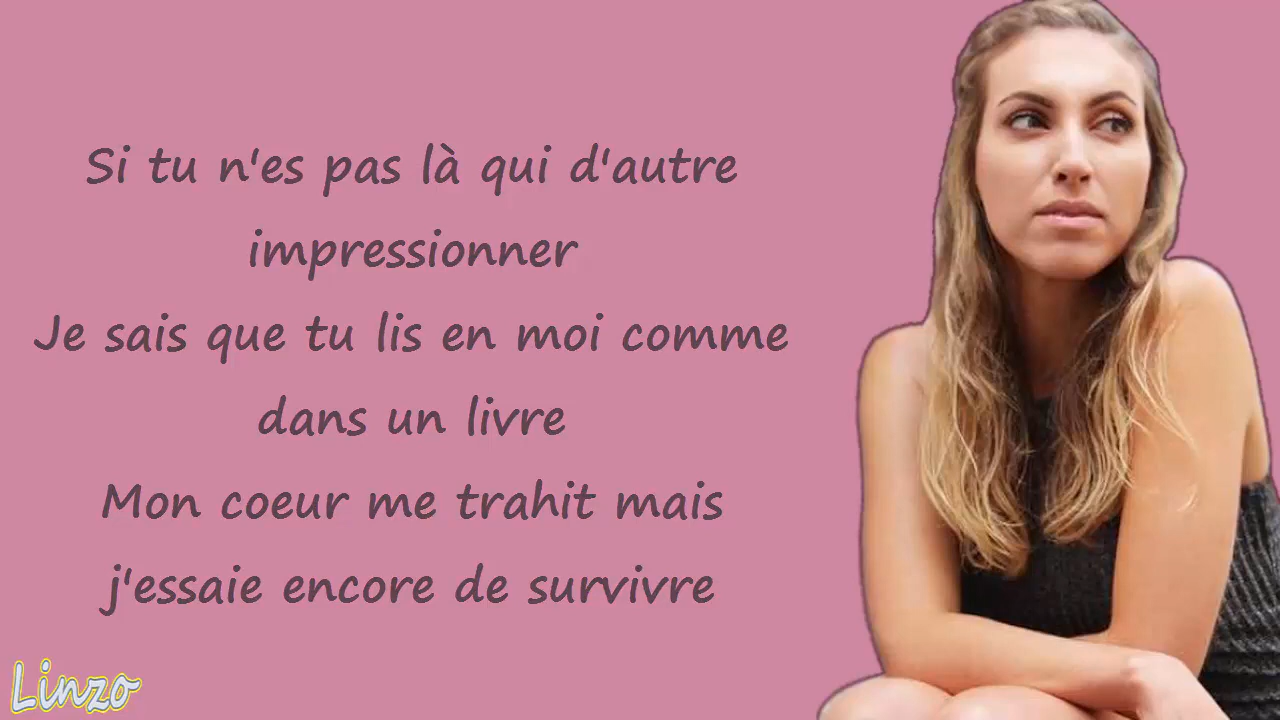 Si tu n'es pas là qui d'autre
impressionner
Je sais que tu lis en moi comme
dans un livre
Mon coeur me trahit mais
j'essaie encore de survivre
Linzo